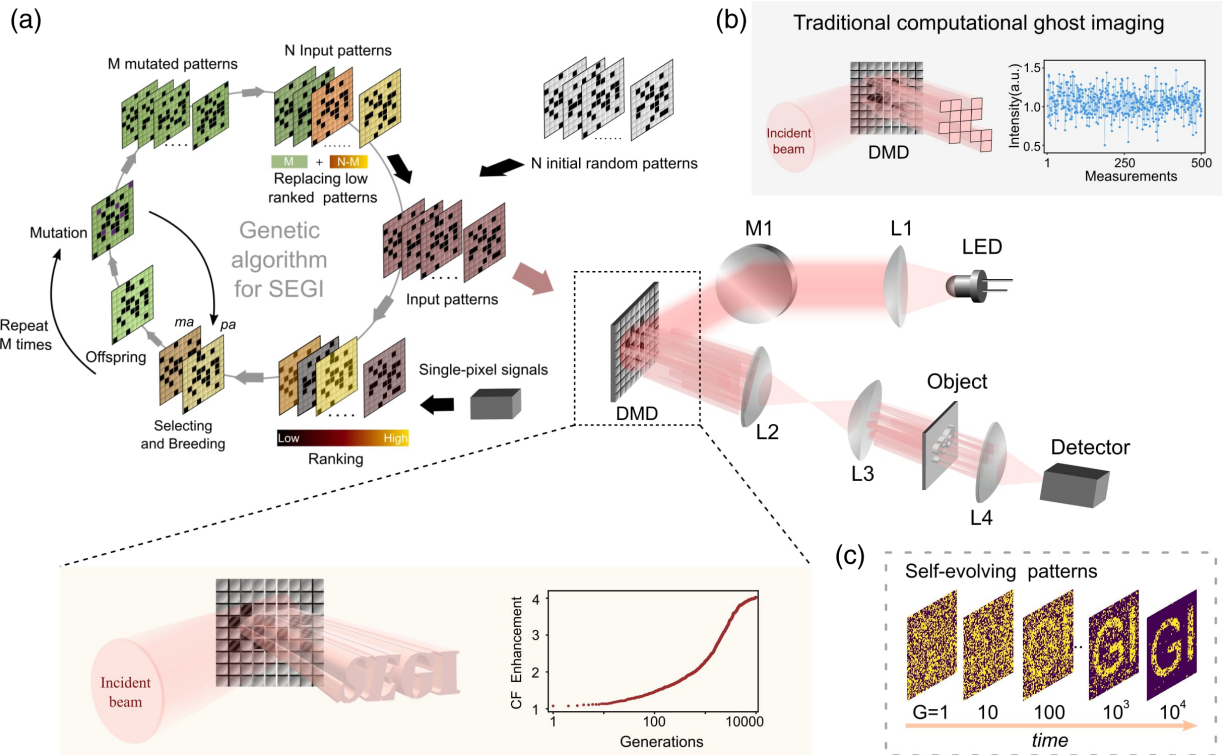 (a)
M mutated patterns
N Input patterns
. . . .
......
......
M + N-M
Replacing low
ranked patterns
N initial random patterns
Genetic
algorithm
for SEGI
Mutation
Input patterns
. . . .
Repeat
M times
Offspring
ma
pa
Selecting
and Breeding
. . . .
Single-pixel signals
Low
High
Ranking
(b)
Traditional computational ghost imaging
Incident
beam
DMD
Intensity(a.u.)
1.5
1.0
0.5
1
250
500
Measurements
M1
L1
LED
DMD
L2
L3
Object
L4
Detector
Incident
beam
SEGI
CF Enhancement
4
3
2
1
1
100
10000
Generations
(c)
Self-evolving patterns
..
G=1
10
100
10³
10⁴
time